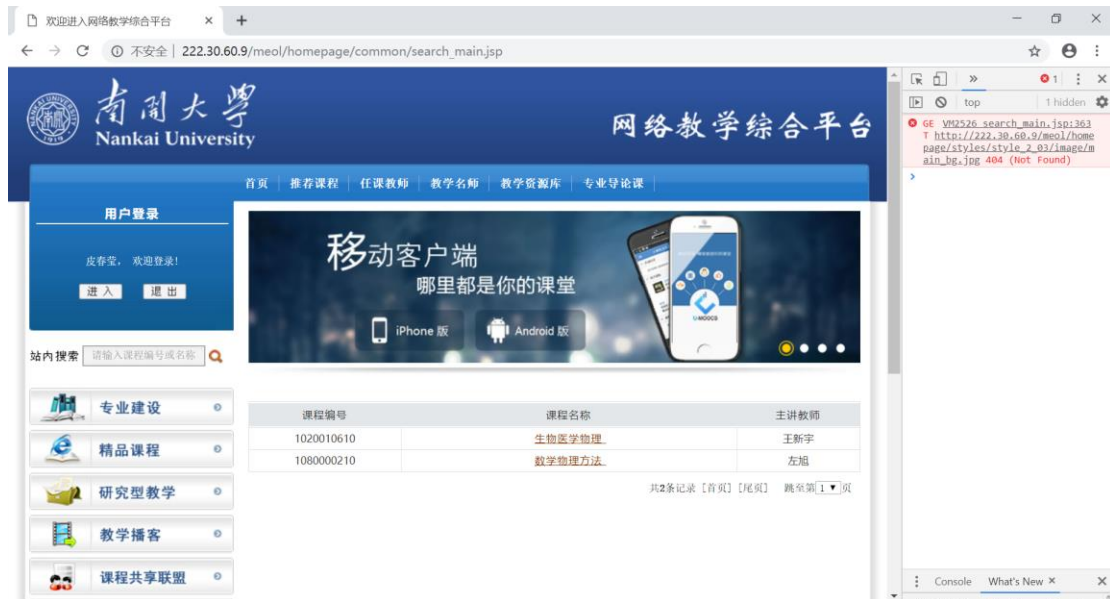 欢迎进入网络教学综合平台
不安全 | 222.30.60.9/meol/homepage/common/search_main.jsp
南開大學
Nankai University
网络教学综合平台
首页 推荐课程 任课教师 教学名师 教学资源库 专业导论课
用户登录
皮春莹， 欢迎登录!
进 入 退 出
站内搜索 请输入课程编号或名称
专业建设
精品课程
研究型教学
教学播客
课程共享联盟
移动客户端
哪里都是你的课堂
iPhone 版 Android 版
U-MOOCS
课程编号 课程名称 主讲教师
1020010610 生物医学物理 王新宇
1080000210 数学物理方法 左旭
共2条记录 [首页] [尾页] 跳至第 1 页
1
top 1 hidden
GE VM2526 search_main.jsp:363
T http://222.30.60.9/meol/home
page/styles/style_2_03/image/m
ain_bg.jpg 404 (Not Found)
Console What's New